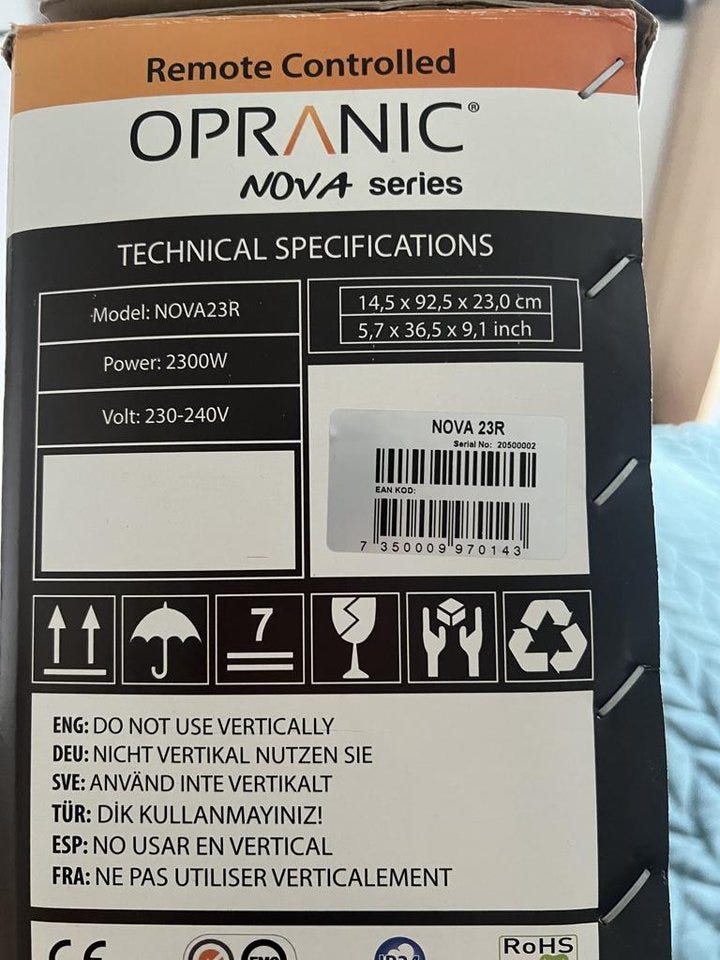 Remote Controlled
OPRANIC®
NOVA series
TECHNICAL SPECIFICATIONS
Model: NOVA23R
14,5 x 92,5 x 23,0 cm
5,7 x 36,5 x 9,1 inch
Power: 2300W
Volt: 230-240V
NOVA 23R
Serial No: 20500002
EAN KOD:
7 350009 970143
7
ENG: DO NOT USE VERTICALLY
DEU: NICHT VERTIKAL NUTZEN SIE
SVE: ANVÄND INTE VERTIKALT
TÜR: DİK KULLANMAYINIZ!
ESP: NO USAR EN VERTICAL
FRA: NE PAS UTILISER VERTICALEMENT
CE
EMC
IP24
RoHS